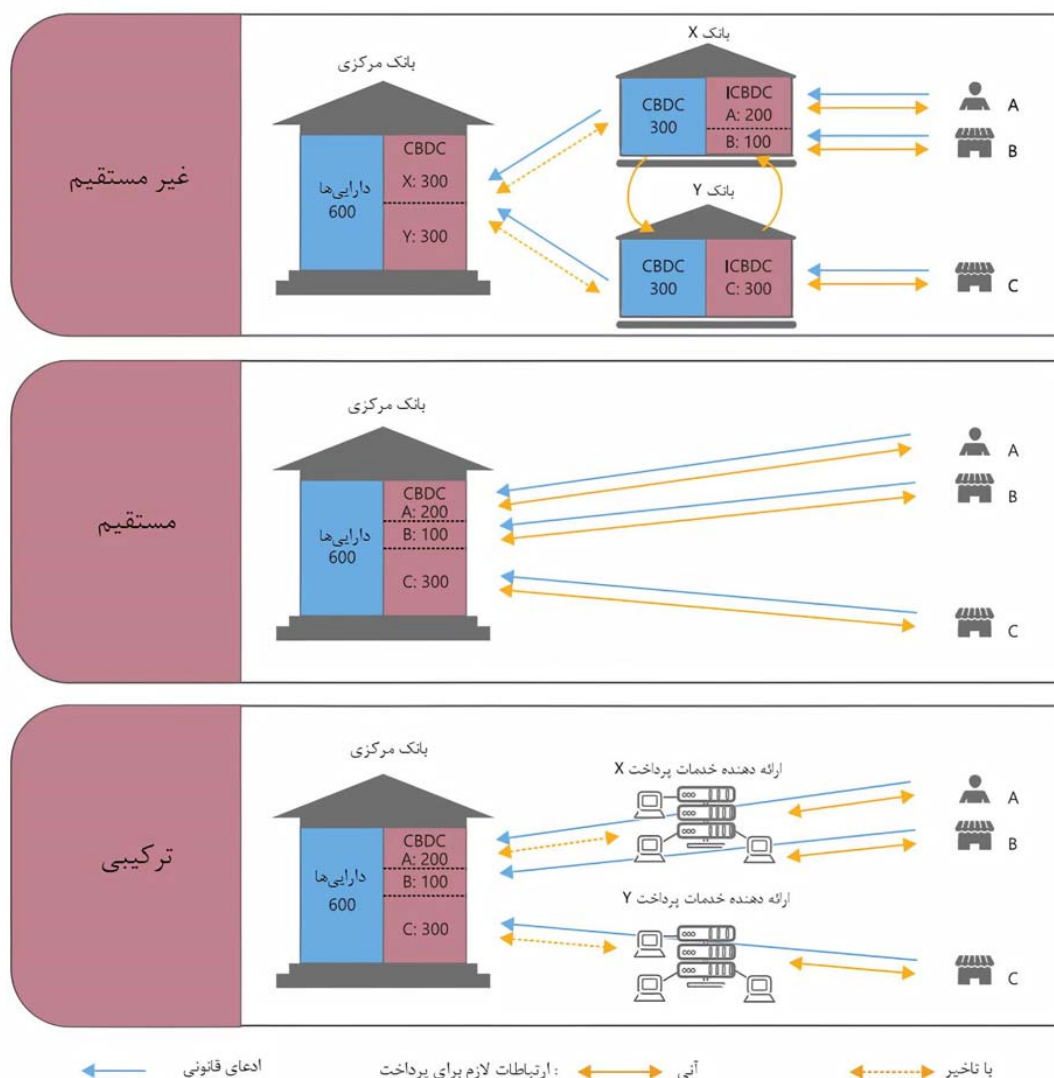 غیر مستقیم
بانک مرکزی
دارایی‌ها
600
CBDC
X: 300
Y: 300
بانک X
CBDC
300
ICBDC
A: 200
B: 100
بانک Y
CBDC
300
ICBDC
C: 300
A
B
C
مستقیم
بانک مرکزی
دارایی‌ها
600
CBDC
A: 200
B: 100
C: 300
A
B
C
ترکیبی
بانک مرکزی
دارایی‌ها
600
CBDC
A: 200
B: 100
C: 300
ارائه دهنده خدمات پرداخت X
ارائه دهنده خدمات پرداخت Y
A
B
C
ادعای قانونی
ارتباطات لازم برای پرداخت :
آنی
با تاخیر